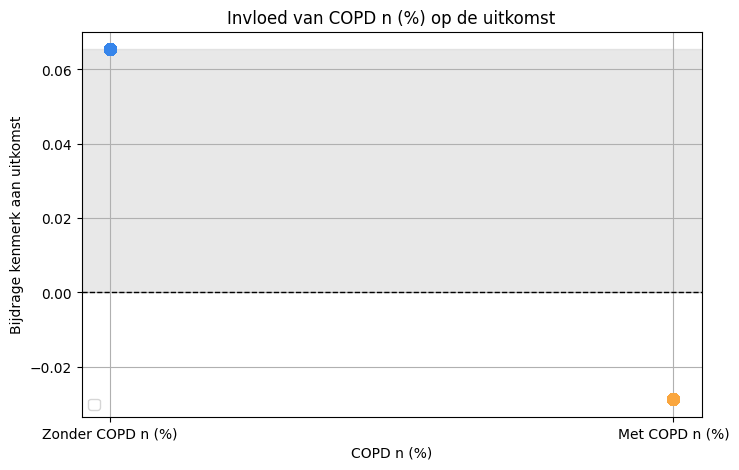 Invloed van COPD n (%) op de uitkomst
Bijdrage kenmerk aan uitkomst
0.06
0.04
0.02
0.00
−0.02
Zonder COPD n (%)
Met COPD n (%)
COPD n (%)